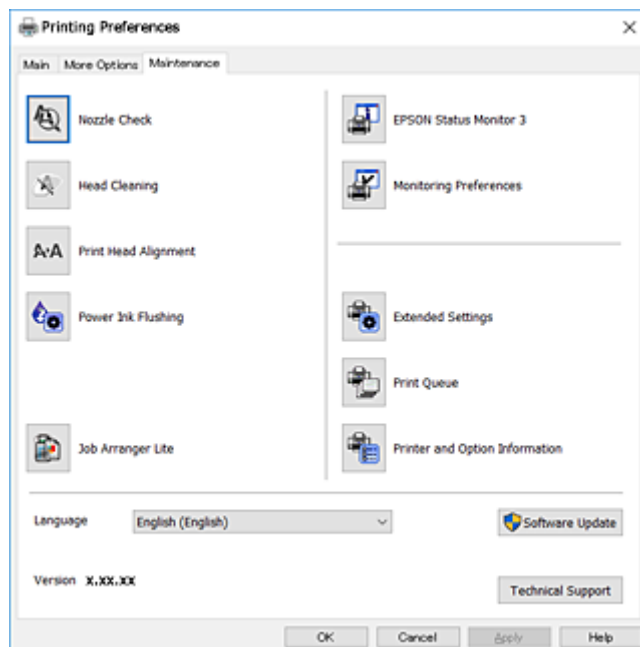 Printing Preferences
Main More Options Maintenance
Nozzle Check
EPSON Status Monitor 3
Head Cleaning
Monitoring Preferences
A·A Print Head Alignment
Power Ink Flushing
Extended Settings
Print Queue
Job Arranger Lite
Printer and Option Information
Language English (English)
Software Update
Version X.XX.XX
Technical Support
OK Cancel Apply Help